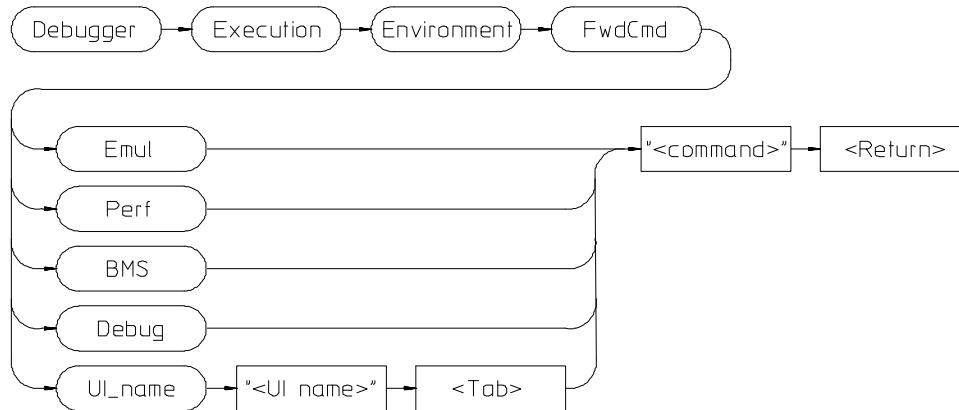 Debugger Execution Environment FwdCmd
Emul "<command>" <Return>
Perf
BMS
Debug
UI_name "<UI name>" <Tab>